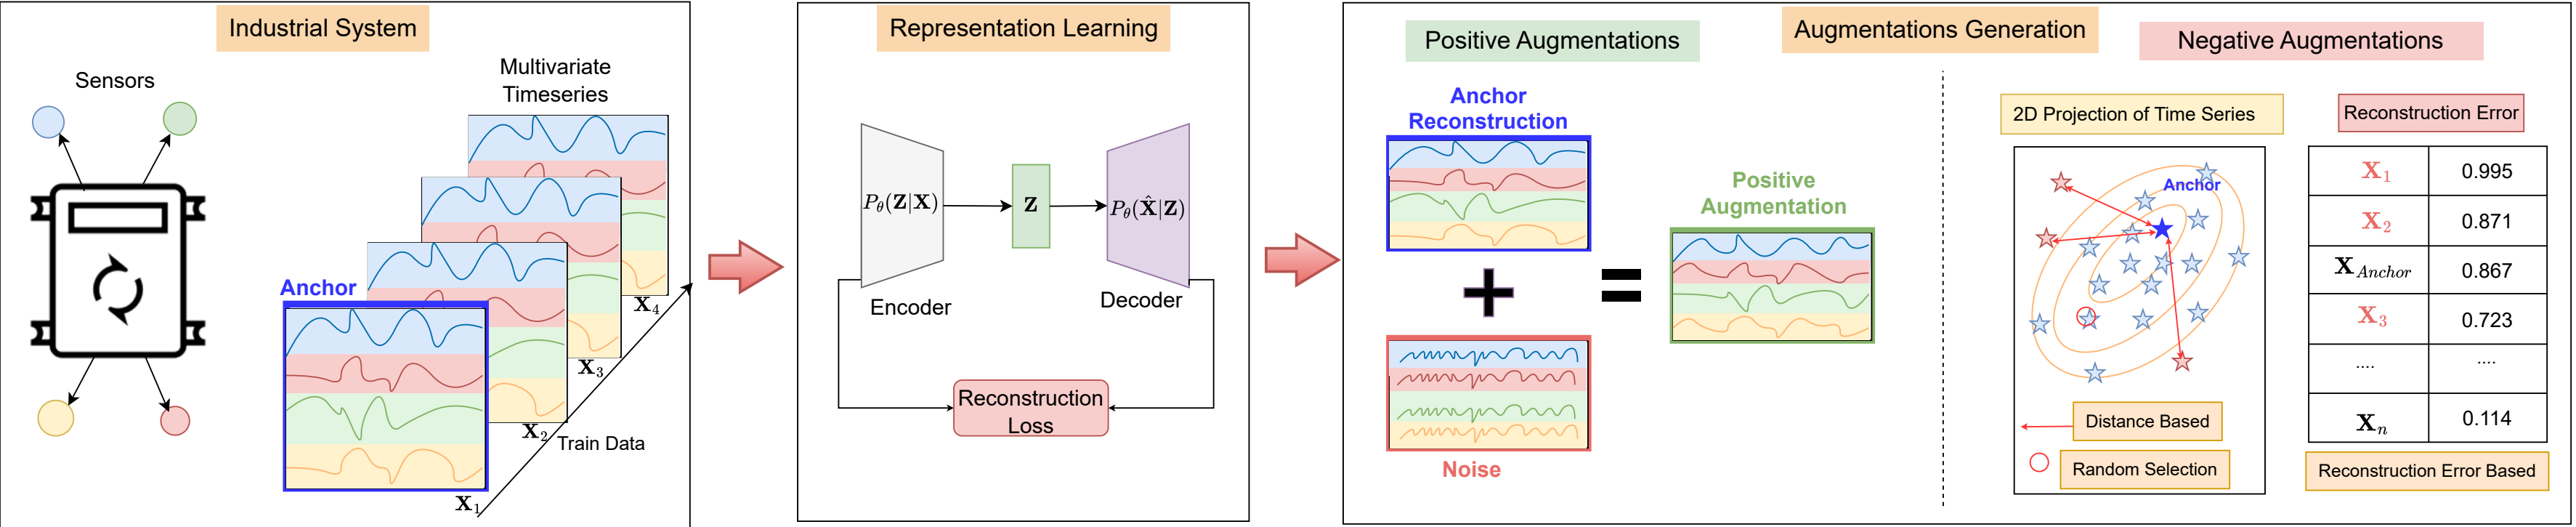 Industrial System
Sensors
Multivariate
Timeseries
Anchor
X₁
X₂
X₃
X₄
Train Data
Representation Learning
P_θ(Z|X)
Z
P_θ(X̂|Z)
Encoder
Decoder
Reconstruction
Loss
Augmentations Generation
Positive Augmentations
Anchor
Reconstruction
Noise
Positive
Augmentation
Negative Augmentations
2D Projection of Time Series
Anchor
Distance Based
Random Selection
Reconstruction Error
X₁ 0.995
X₂ 0.871
X_Anchor 0.867
X₃ 0.723
.... ....
Xₙ 0.114
Reconstruction Error Based